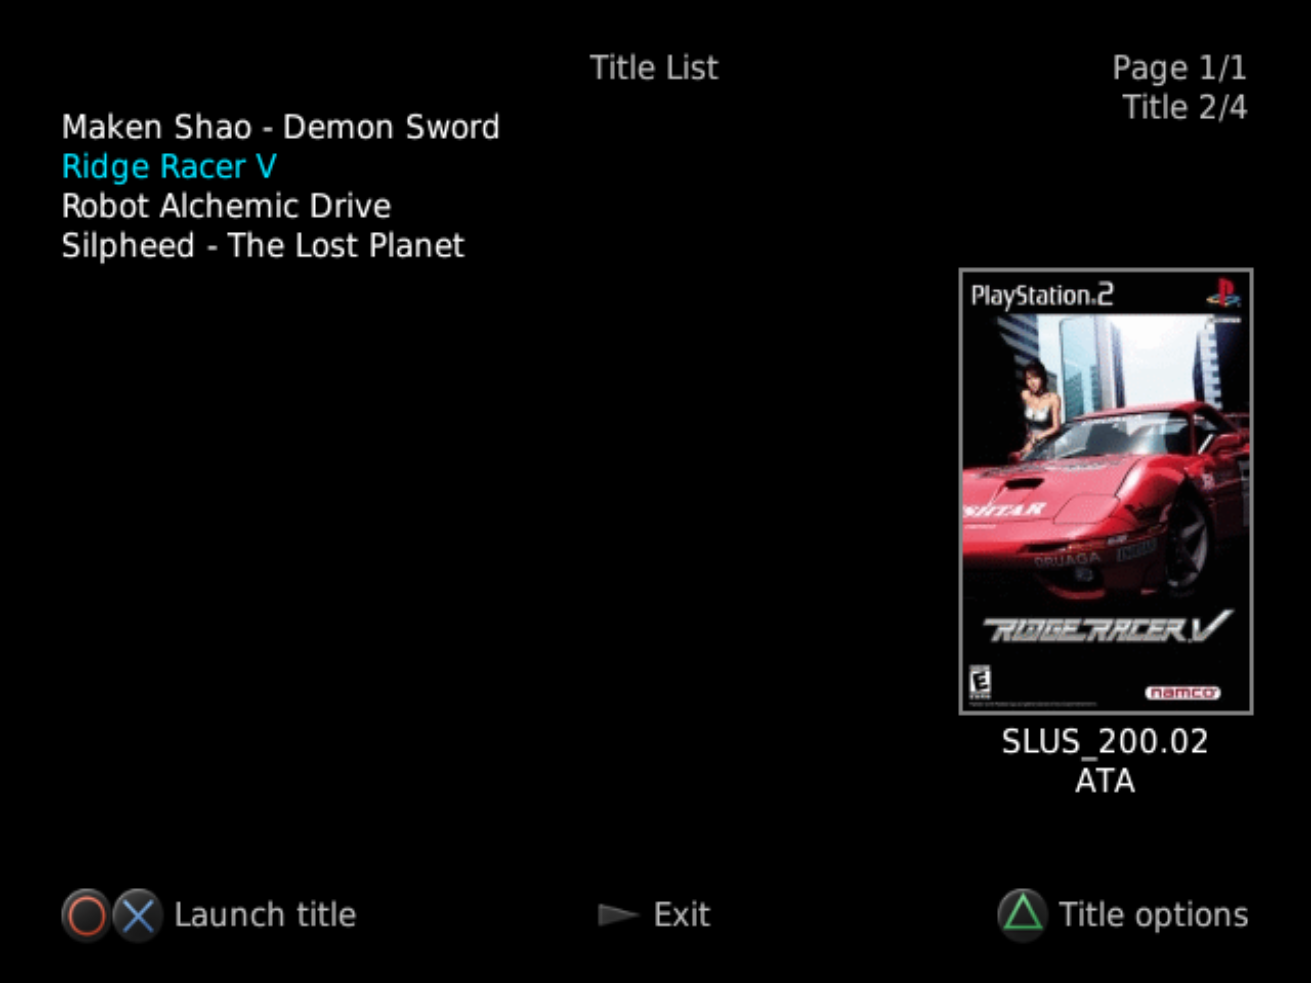 Title List
Page 1/1
Title 2/4
Maken Shao - Demon Sword
Ridge Racer V
Robot Alchemic Drive
Silpheed - The Lost Planet
PlayStation.2
DRUAGA
RIDGE RACER V
E
namco
SLUS_200.02
ATA
Launch title
Exit
Title options